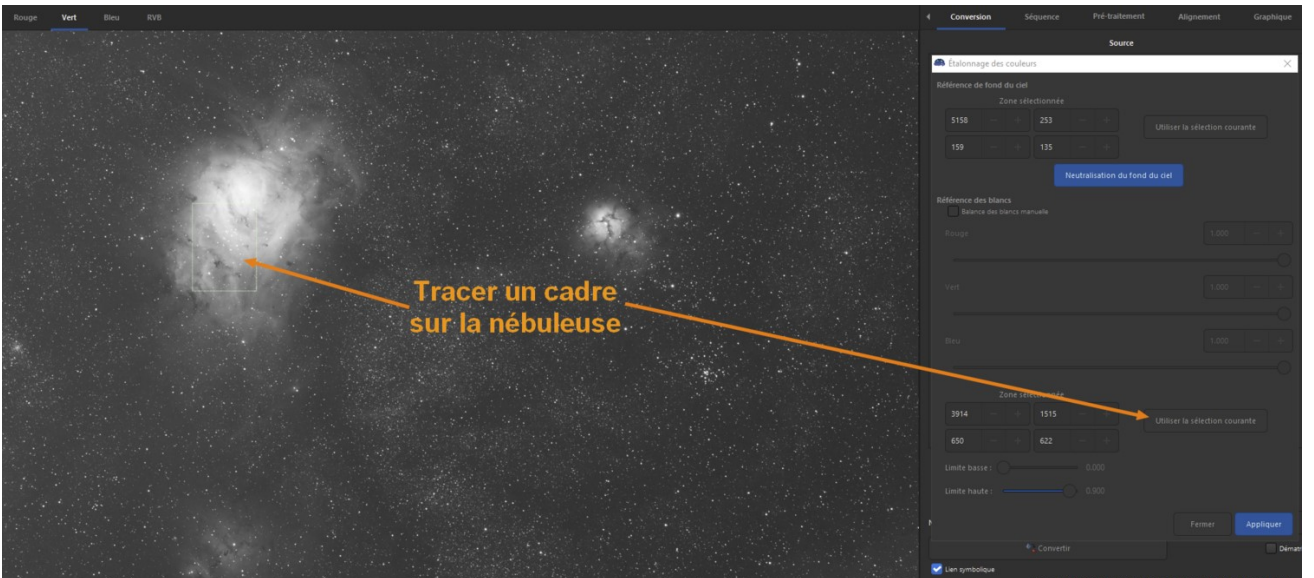 Rouge Vert Bleu RVB
Conversion Séquence Pré-traitement Alignement Graphique
Source
Étalonnage des couleurs
Référence de fond du ciel
Zone sélectionnée
5158 - + 253 - +
Utiliser la sélection courante
159 - + 135 - +
Neutralisation du fond du ciel
Référence des blancs
Balance des blancs manuelle
Rouge 1.000 - +
Vert 1.000 - +
Bleu 1.000 - +
Tracer un cadre
sur la nébuleuse
Zone sélectionnée
3914 - + 1515 - +
Utiliser la sélection courante
650 - + 622 - +
Limite basse : 0.000
Limite haute : 0.900
Fermer Appliquer
Convertir
Lien symbolique